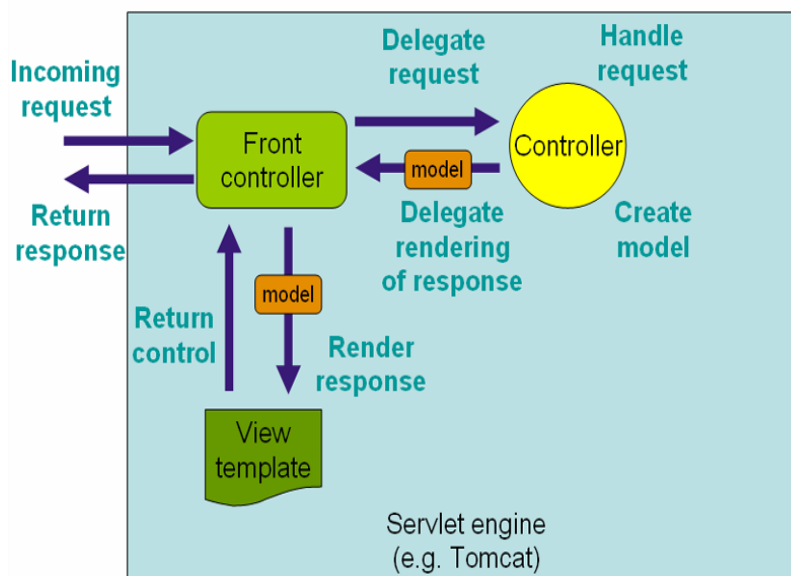 Incoming
request
Delegate
request
Handle
request
Front
controller
Controller
model
Return
response
Delegate
rendering
of response
Create
model
model
Return
control
Render
response
View
template
Servlet engine
(e.g. Tomcat)